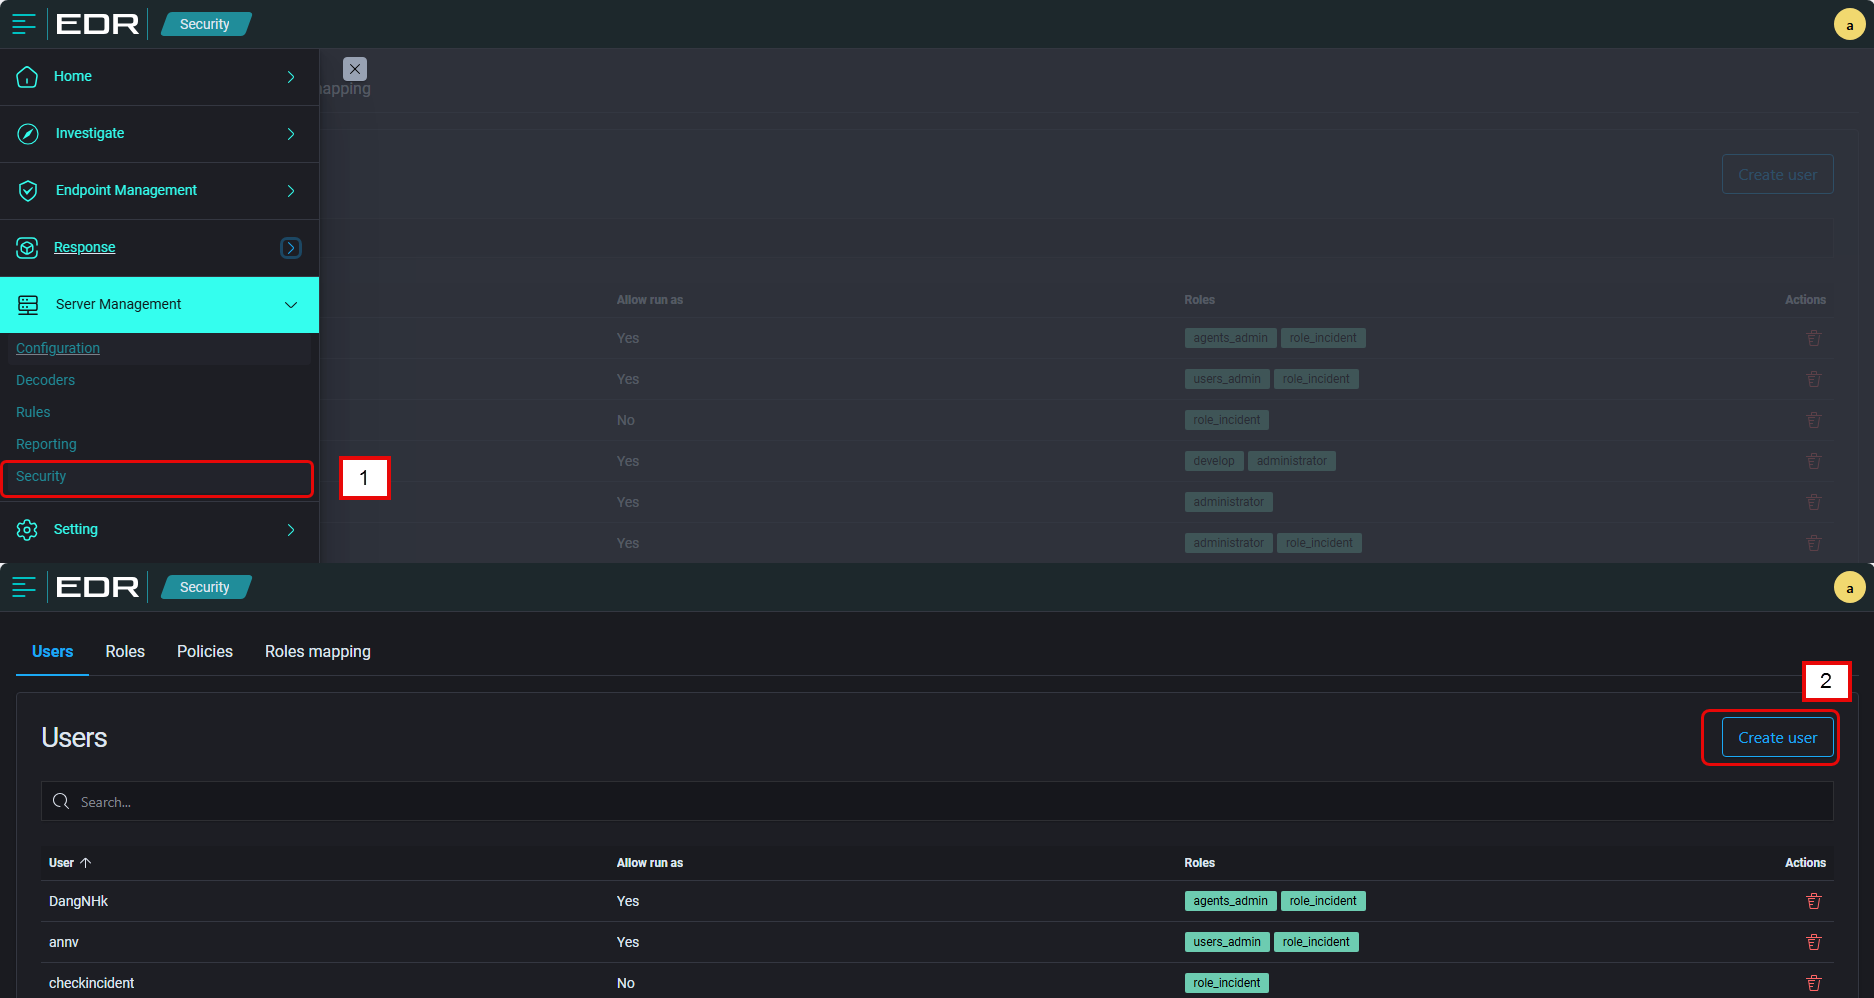 EDR Security a
Home
apping
Investigate
Create user
Endpoint Management
Response
Allow run as Roles Actions
Server Management
Yes agents_admin role_incident
Configuration
Decoders Yes users_admin role_incident
Rules No role_incident
Reporting Yes develop administrator
Security 1
Yes administrator
Setting
Yes administrator role_incident
EDR Security a
Users Roles Policies Roles mapping
2
Users Create user
Search...
User Allow run as Roles Actions
DangNHk Yes agents_admin role_incident
annv Yes users_admin role_incident
checkincident No role_incident